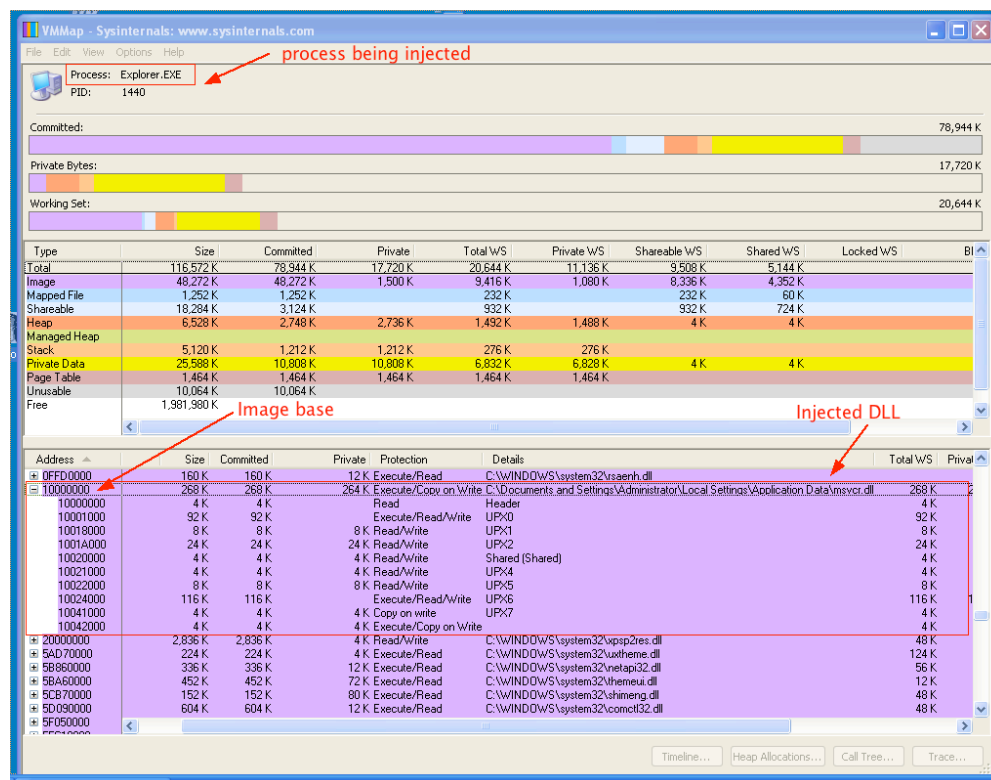 VMMap - Sysinternals: www.sysinternals.com
File Edit View Options Help
process being injected
Process: Explorer.EXE
PID: 1440
Committed: 78,944 K
Private Bytes: 17,720 K
Working Set: 20,644 K
Type Size Committed Private Total WS Private WS Shareable WS Shared WS Locked WS Bl
Total 116,572 K 78,944 K 17,720 K 20,644 K 11,136 K 9,508 K 5,144 K
Image 48,272 K 48,272 K 1,500 K 9,416 K 1,080 K 8,336 K 4,352 K
Mapped File 1,252 K 1,252 K 232 K 232 K 60 K
Shareable 18,284 K 3,124 K 932 K 932 K 724 K
Heap 6,528 K 2,748 K 2,736 K 1,492 K 1,488 K 4 K 4 K
Managed Heap
Stack 5,120 K 1,212 K 1,212 K 276 K 276 K
Private Data 25,588 K 10,808 K 10,808 K 6,832 K 6,828 K 4 K 4 K
Page Table 1,464 K 1,464 K 1,464 K 1,464 K 1,464 K
Unusable 10,064 K 10,064 K
Free 1,981,980 K
Image base
Injected DLL
Address Size Committed Private Protection Details Total WS Privat
0FFD0000 160 K 160 K 12 K Execute/Read C:\WINDOWS\system32\rsaenh.dll
10000000 268 K 268 K 264 K Execute/Copy on Write C:\Documents and Settings\Administrator\Local Settings\Application Data\msvcr.dll 268 K 2
10000000 4 K 4 K Read Header 4 K
10001000 92 K 92 K Execute/Read/Write UPX0 92 K
10018000 8 K 8 K 8 K Read/Write UPX1 8 K
1001A000 24 K 24 K 24 K Read/Write UPX2 24 K
10020000 4 K 4 K 4 K Read/Write Shared (Shared) 4 K
10021000 4 K 4 K 4 K Read/Write UPX4 4 K
10022000 8 K 8 K 8 K Read/Write UPX5 8 K
10024000 116 K 116 K Execute/Read/Write UPX6 116 K 1
10041000 4 K 4 K 4 K Copy on write UPX7 4 K
10042000 4 K 4 K 4 K Execute/Copy on Write 4 K
20000000 2,836 K 2,836 K 4 K Read/Write C:\WINDOWS\system32\xpsp2res.dll 48 K
5AD70000 224 K 224 K 4 K Execute/Read C:\WINDOWS\system32\uxtheme.dll 124 K
5B860000 336 K 336 K 12 K Execute/Read C:\WINDOWS\system32\netapi32.dll 56 K
5BA60000 452 K 452 K 72 K Execute/Read C:\WINDOWS\system32\themeui.dll 12 K
5CB70000 152 K 152 K 80 K Execute/Read C:\WINDOWS\system32\shimeng.dll 48 K
5D090000 604 K 604 K 12 K Execute/Read C:\WINDOWS\system32\comctl32.dll 48 K
5F050000
Timeline... Heap Allocations... Call Tree... Trace...